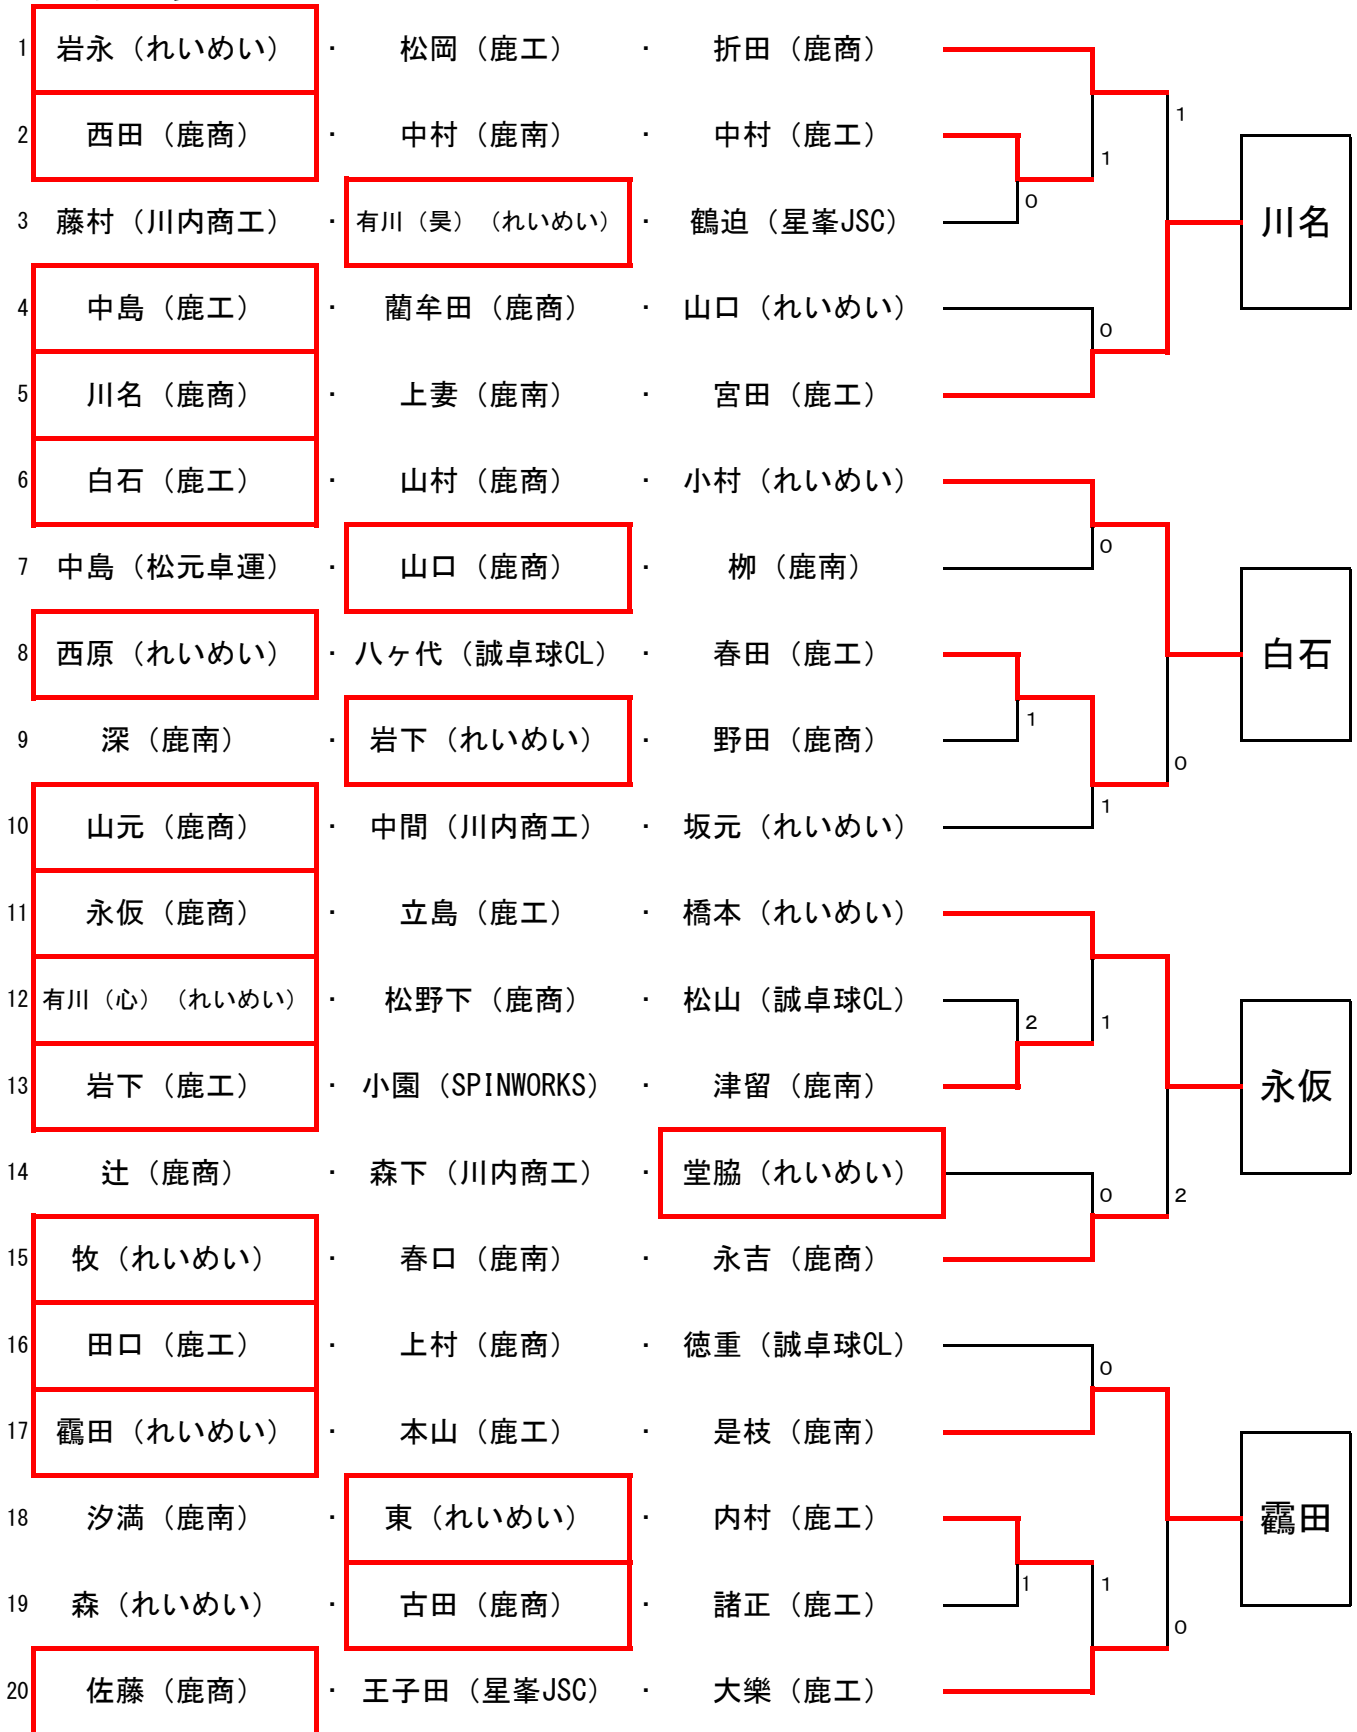 1 岩永（れいめい） ・ 松岡（鹿工） ・ 折田（鹿商）
1
2 西田（鹿商） ・ 中村（鹿南） ・ 中村（鹿工）
1
0
川名
3 藤村（川内商工） ・ 有川（昊）（れいめい） ・ 鶴迫（星峯JSC）
4 中島（鹿工） ・ 藺牟田（鹿商） ・ 山口（れいめい）
0
5 川名（鹿商） ・ 上妻（鹿南） ・ 宮田（鹿工）
6 白石（鹿工） ・ 山村（鹿商） ・ 小村（れいめい）
0
7 中島（松元卓運） ・ 山口（鹿商） ・ 栁（鹿南）
8 西原（れいめい） ・ 八ヶ代（誠卓球CL） ・ 春田（鹿工）
白石
1
9 深（鹿南） ・ 岩下（れいめい） ・ 野田（鹿商）
0
1
10 山元（鹿商） ・ 中間（川内商工） ・ 坂元（れいめい）
11 永仮（鹿商） ・ 立島（鹿工） ・ 橋本（れいめい）
12 有川（心）（れいめい） ・ 松野下（鹿商） ・ 松山（誠卓球CL）
2
1
13 岩下（鹿工） ・ 小園（SPINWORKS） ・ 津留（鹿南）
永仮
14 辻（鹿商） ・ 森下（川内商工） ・ 堂脇（れいめい）
0
2
15 牧（れいめい） ・ 春口（鹿南） ・ 永吉（鹿商）
16 田口（鹿工） ・ 上村（鹿商） ・ 徳重（誠卓球CL）
0
17 靍田（れいめい） ・ 本山（鹿工） ・ 是枝（鹿南）
18 汐満（鹿南） ・ 東（れいめい） ・ 内村（鹿工）
靍田
1
1
19 森（れいめい） ・ 古田（鹿商） ・ 諸正（鹿工）
0
20 佐藤（鹿商） ・ 王子田（星峯JSC） ・ 大樂（鹿工）